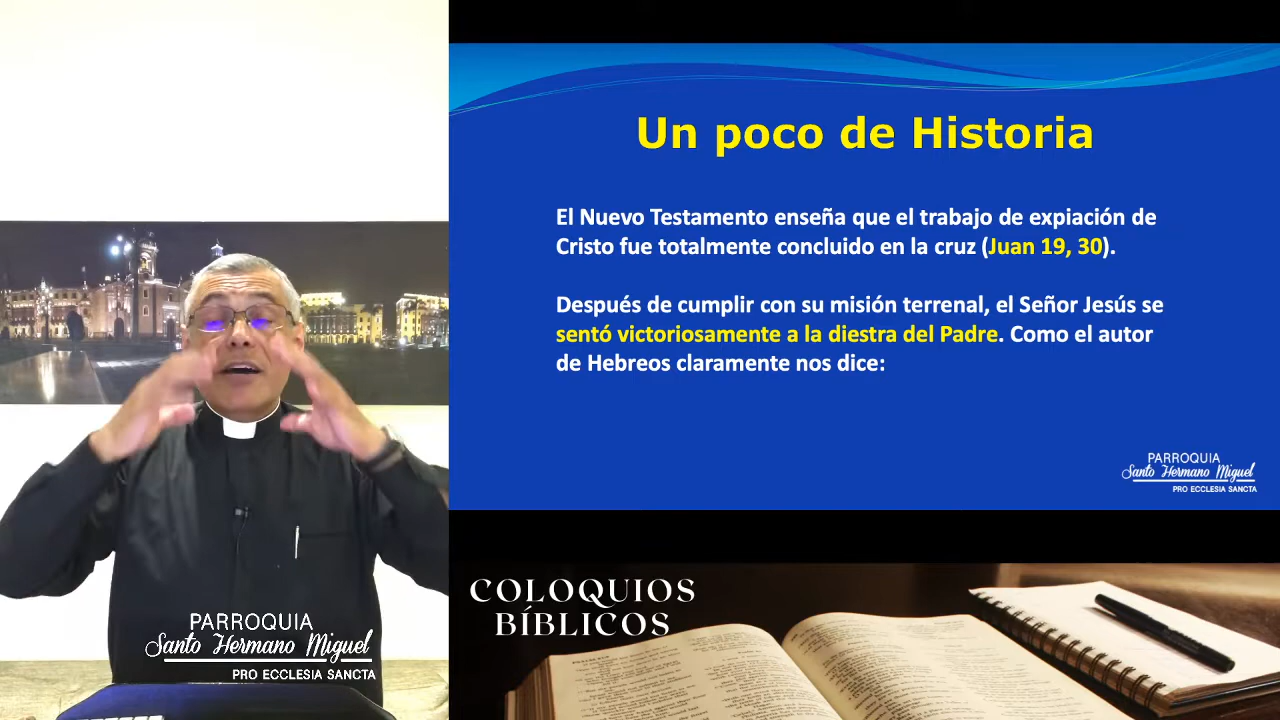 Un poco de Historia
El Nuevo Testamento enseña que el trabajo de expiación de
Cristo fue totalmente concluido en la cruz (Juan 19, 30).
Después de cumplir con su misión terrenal, el Señor Jesús se
sentó victoriosamente a la diestra del Padre. Como el autor
de Hebreos claramente nos dice:
PARROQUIA
Santo Hermano Miguel
PRO ECCLESIA SANCTA
COLOQUIOS
BÍBLICOS
PARROQUIA
Santo Hermano Miguel
PRO ECCLESIA SANCTA